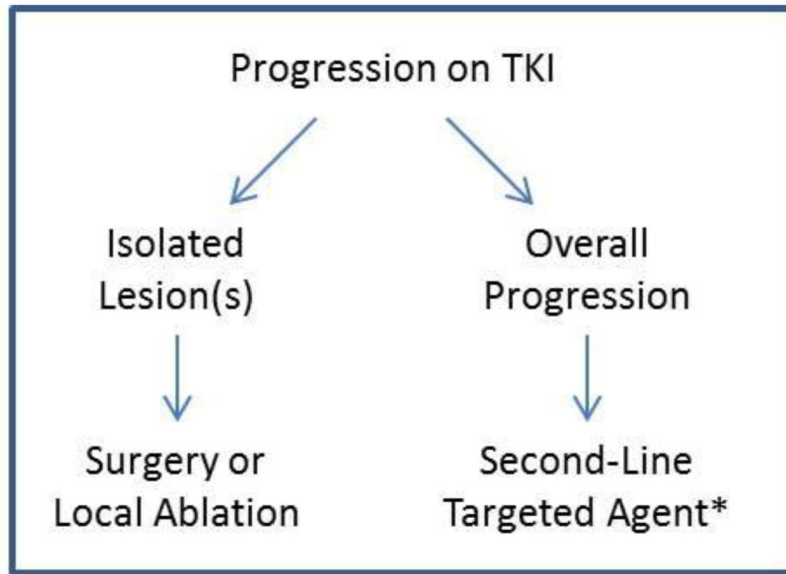 Progression on TKI
Isolated
Lesion(s)
Overall
Progression
Surgery or
Local Ablation
Second-Line
Targeted Agent*